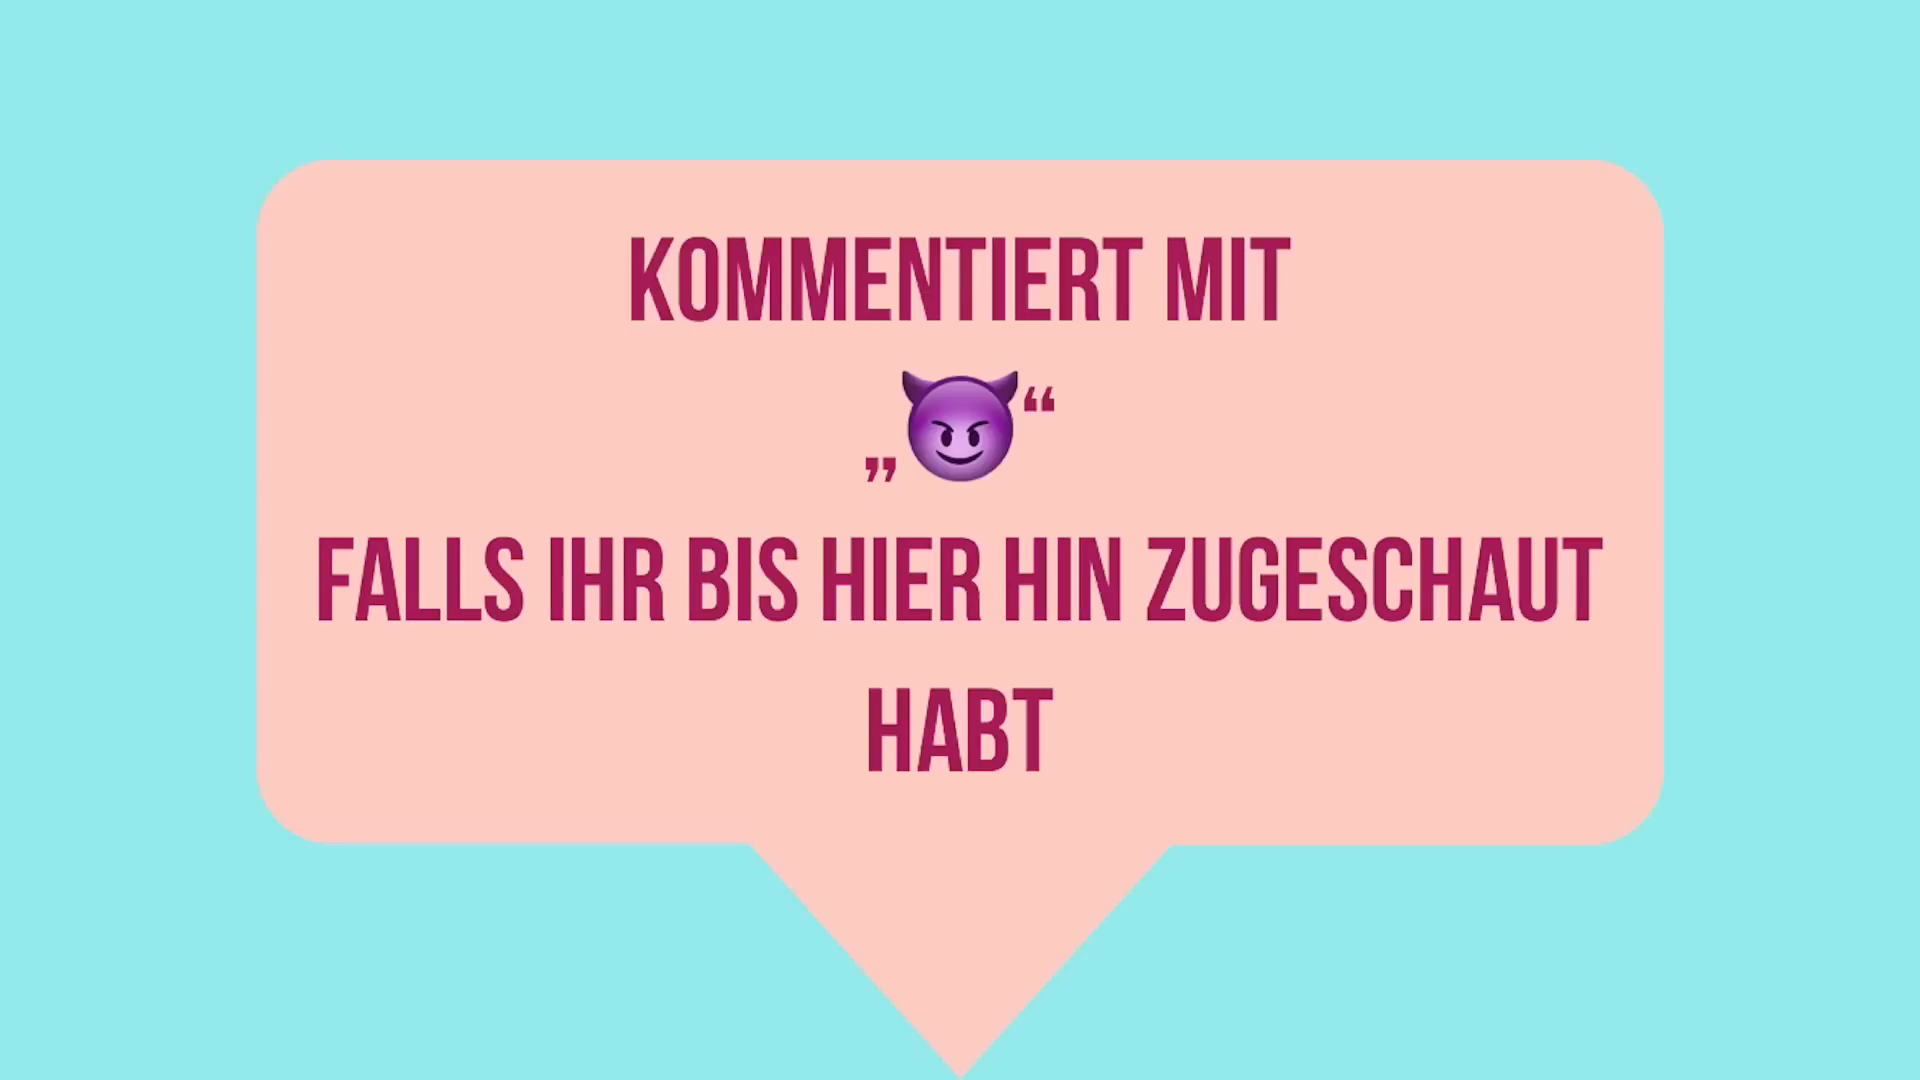 KOMMENTIERT MIT
„😈“
FALLS IHR BIS HIER HIN ZUGESCHAUT
HABT